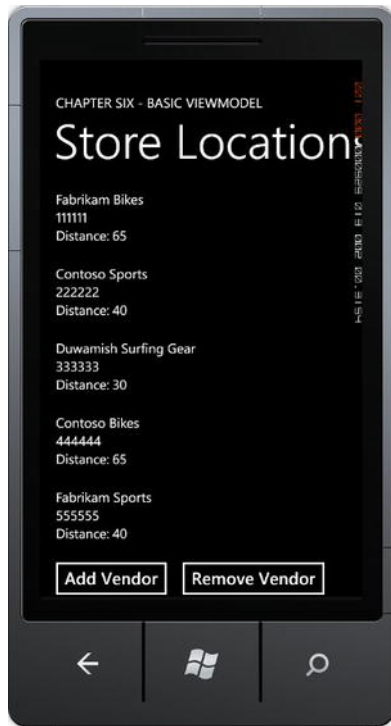 CHAPTER SIX - BASIC VIEWMODEL
Store Location
Fabrikam Bikes
111111
Distance: 65
Contoso Sports
222222
Distance: 40
Duwamish Surfing Gear
333333
Distance: 30
Contoso Bikes
444444
Distance: 65
Fabrikam Sports
555555
Distance: 40
Add Vendor
Remove Vendor